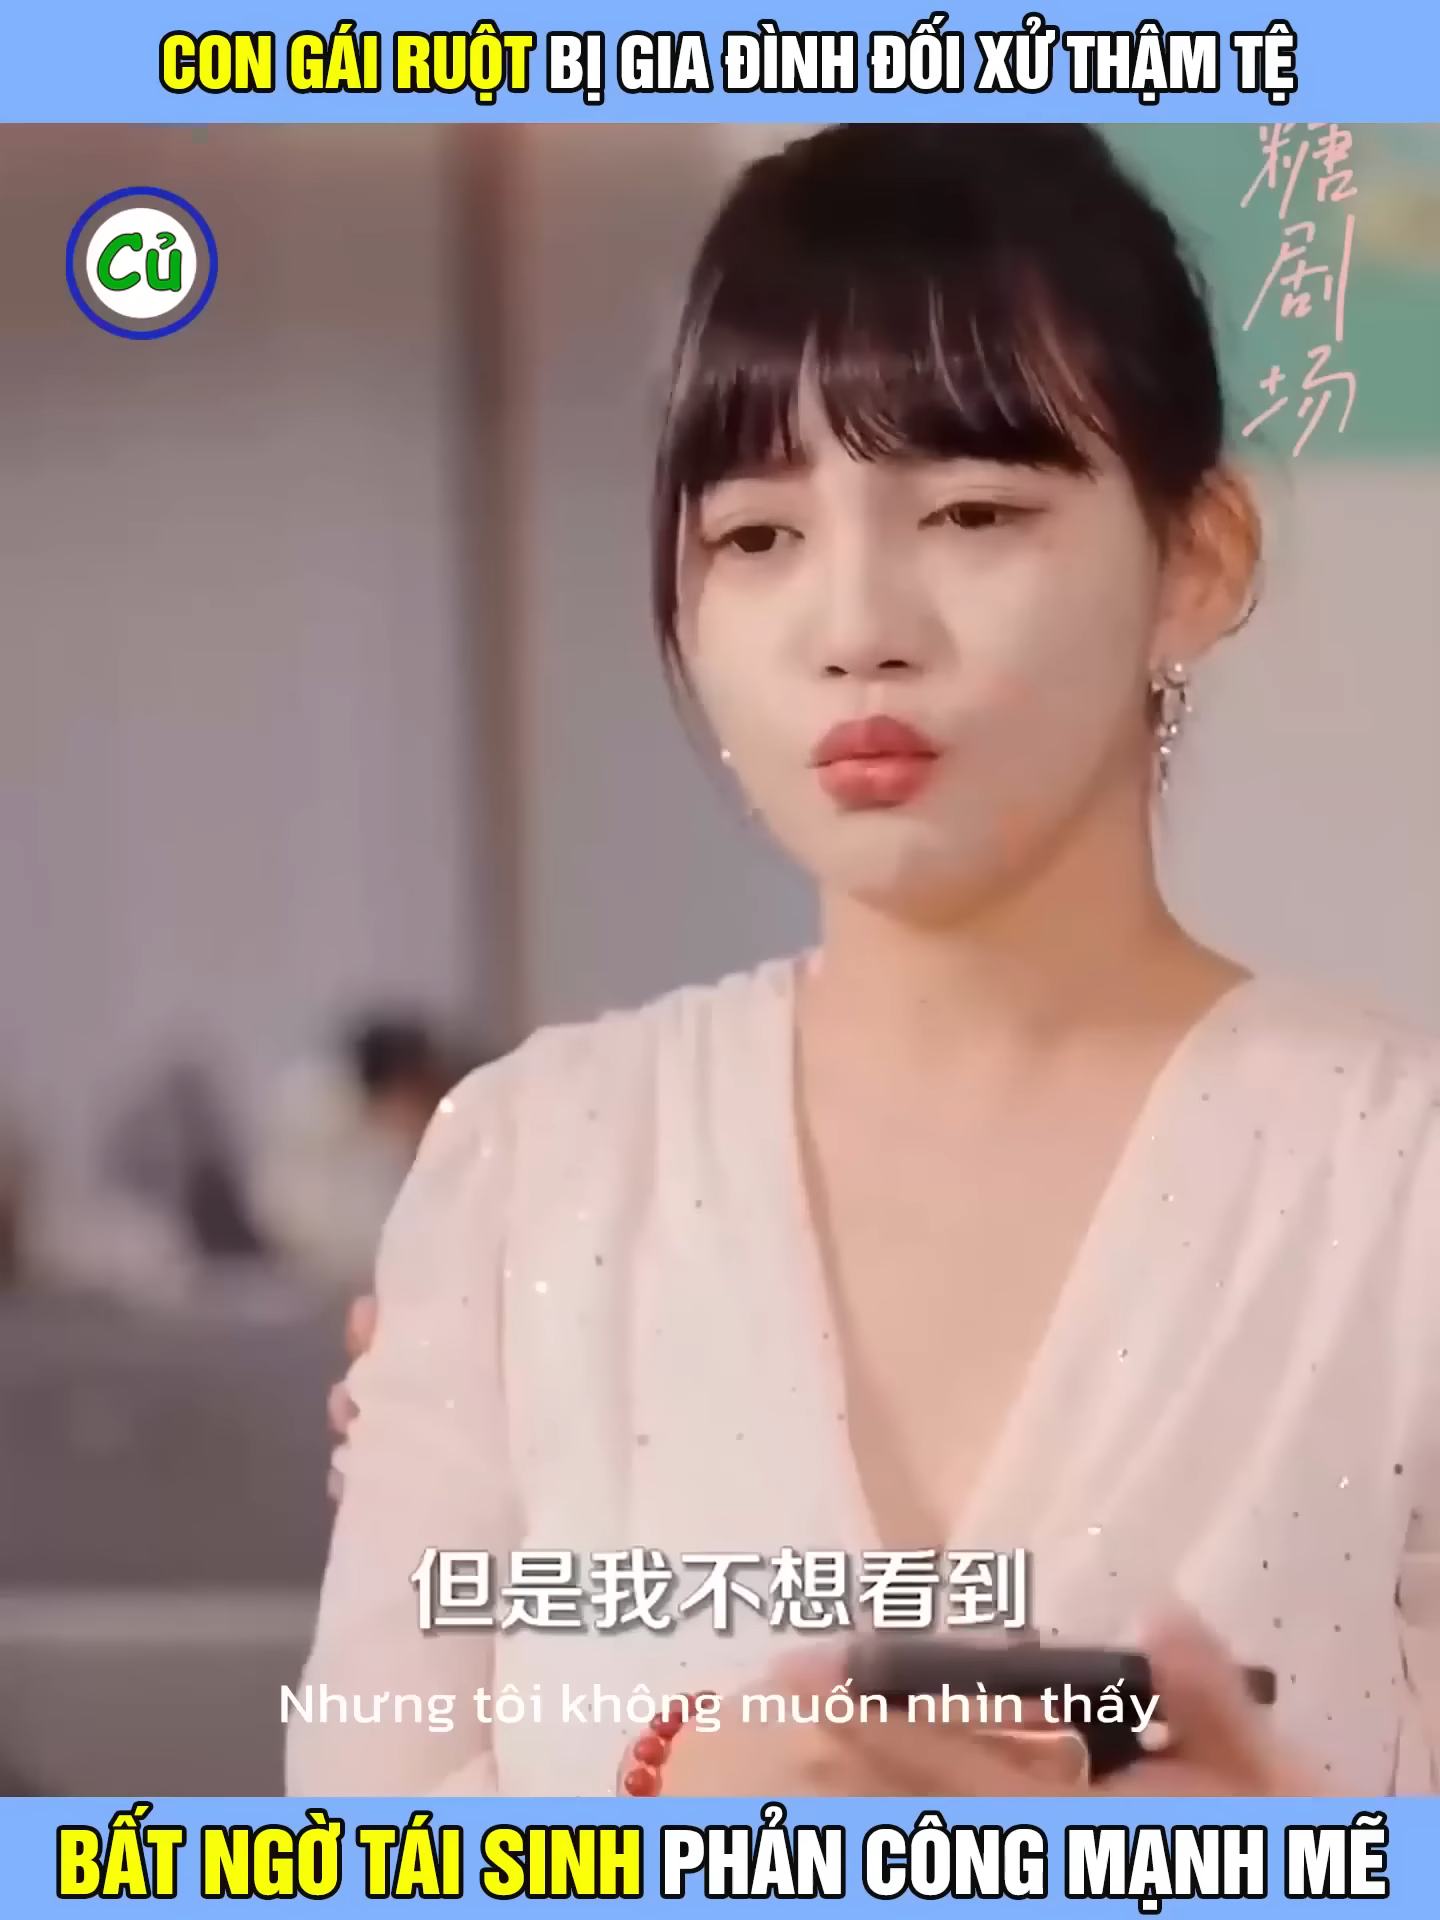 CON GÁI RUỘT BỊ GIA ĐÌNH ĐỐI XỬ THẬM TỆ
糖剧场
Củ
但是我不想看到
Nhưng tôi không muốn nhìn thấy
BẤT NGỜ TÁI SINH PHẢN CÔNG MẠNH MẼ